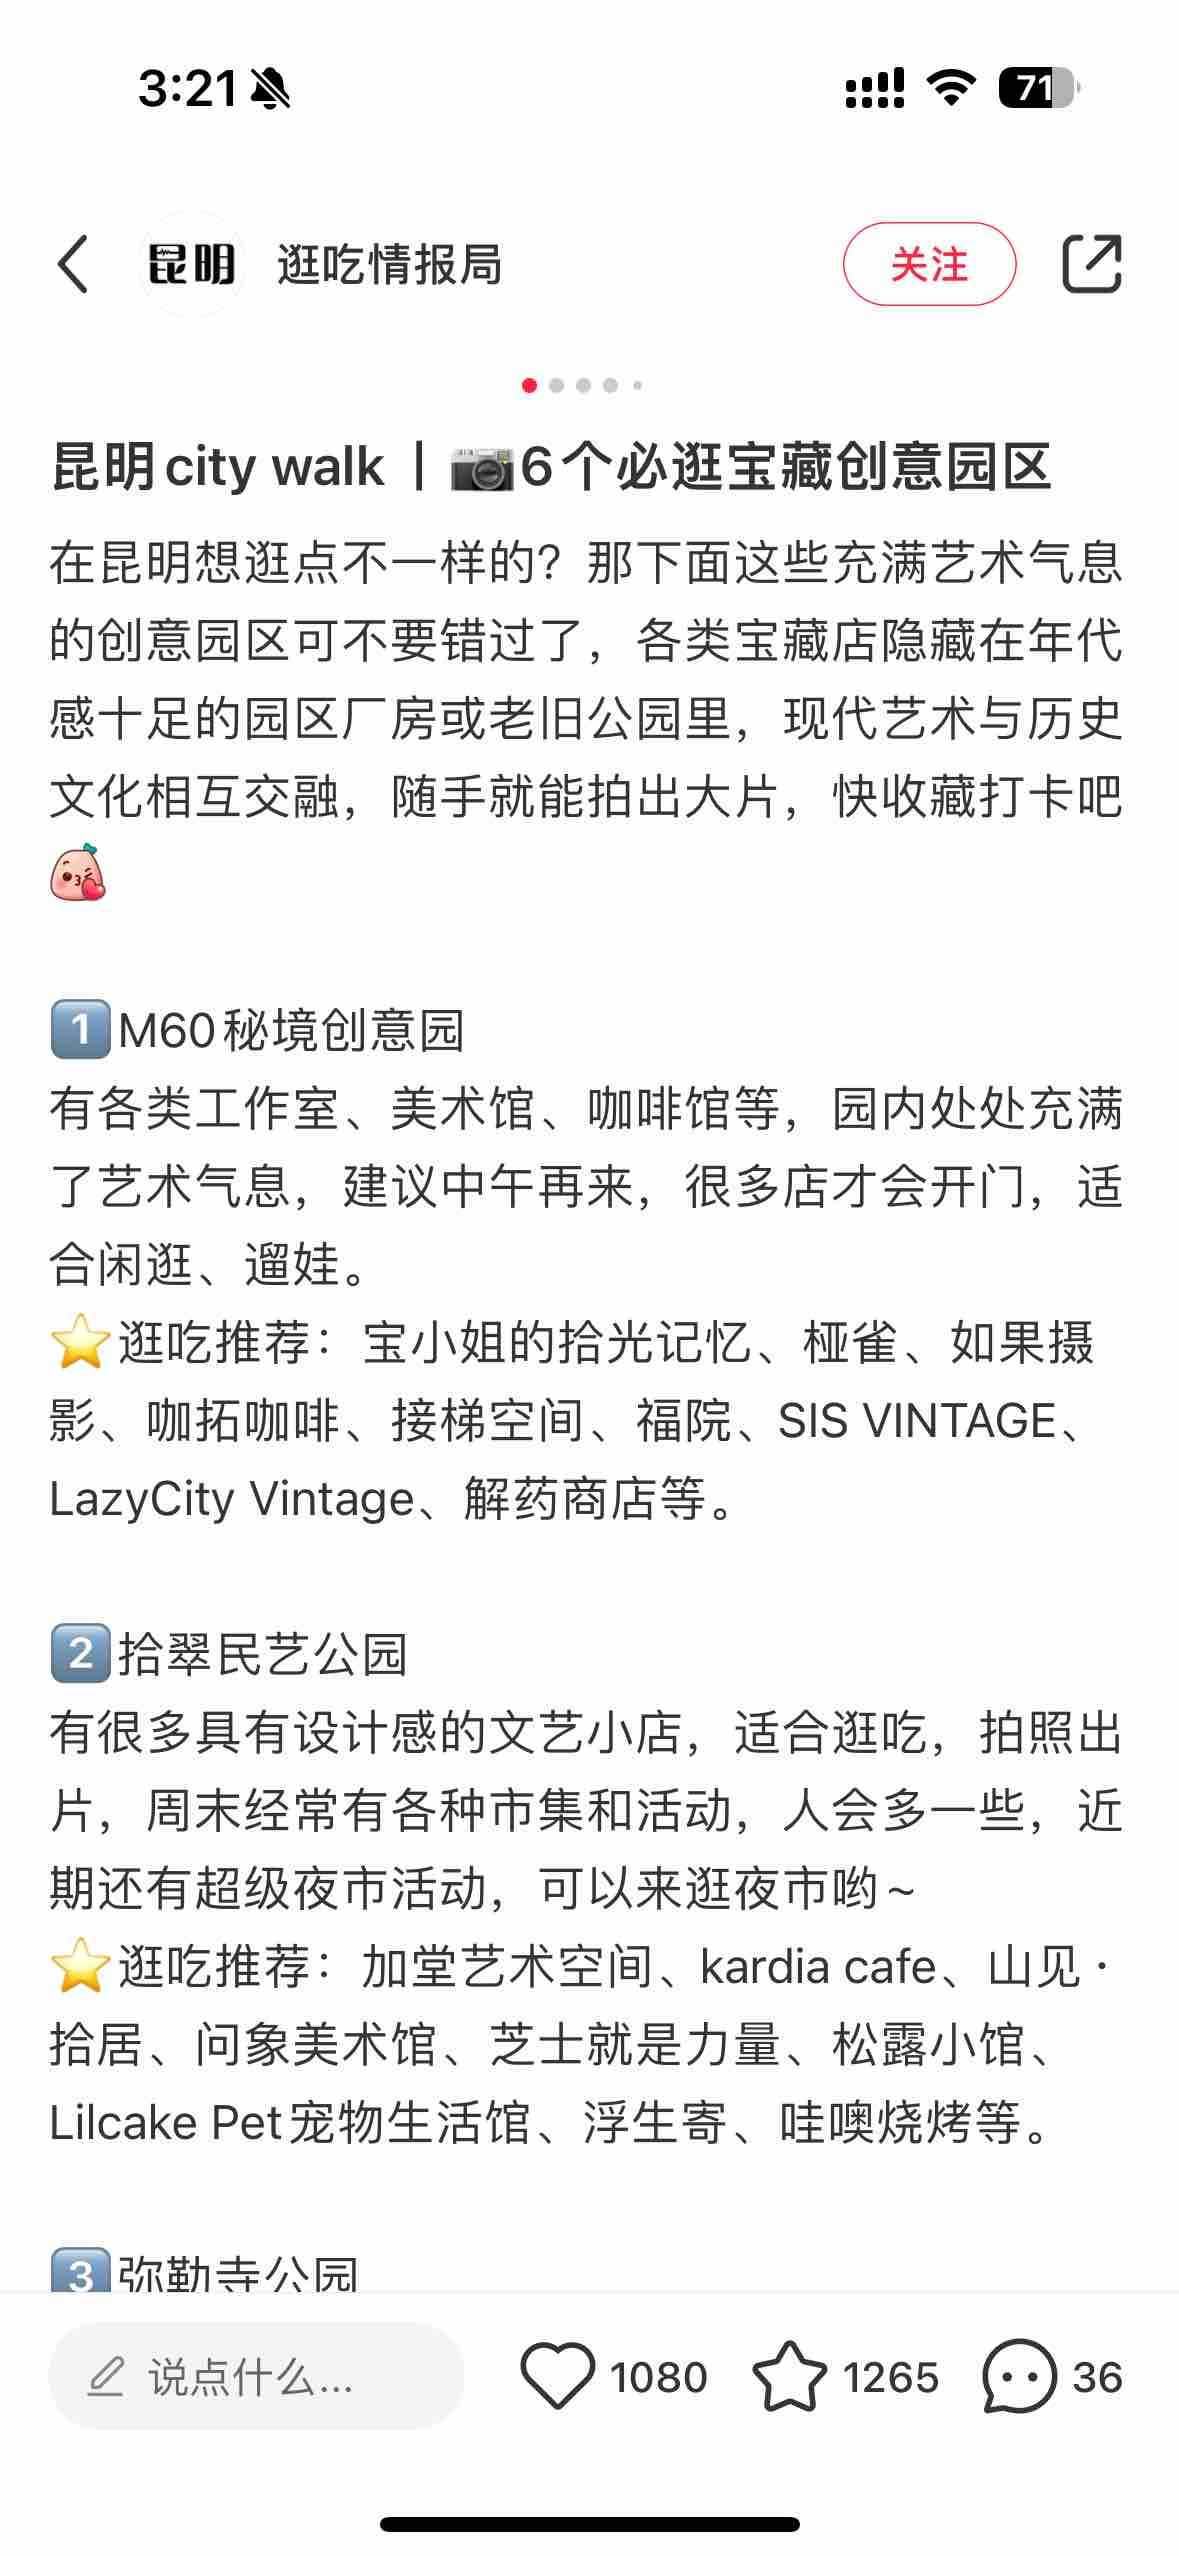 3:21
71
昆明
逛吃情报局
关注
昆明city walk｜📷6个必逛宝藏创意园区
在昆明想逛点不一样的？那下面这些充满艺术气息
的创意园区可不要错过了，各类宝藏店隐藏在年代
感十足的园区厂房或老旧公园里，现代艺术与历史
文化相互交融，随手就能拍出大片，快收藏打卡吧
1️⃣M60秘境创意园
有各类工作室、美术馆、咖啡馆等，园内处处充满
了艺术气息，建议中午再来，很多店才会开门，适
合闲逛、遛娃。
⭐逛吃推荐：宝小姐的拾光记忆、桠雀、如果摄
影、咖拓咖啡、接梯空间、福院、SIS VINTAGE、
LazyCity Vintage、解药商店等。
2️⃣拾翠民艺公园
有很多具有设计感的文艺小店，适合逛吃，拍照出
片，周末经常有各种市集和活动，人会多一些，近
期还有超级夜市活动，可以来逛夜市哟~
⭐逛吃推荐：加堂艺术空间、kardia cafe、山见·
拾居、问象美术馆、芝士就是力量、松露小馆、
Lilcake Pet宠物生活馆、浮生寄、哇噢烧烤等。
3️⃣弥勒寺公园
说点什么...
1080
1265
36